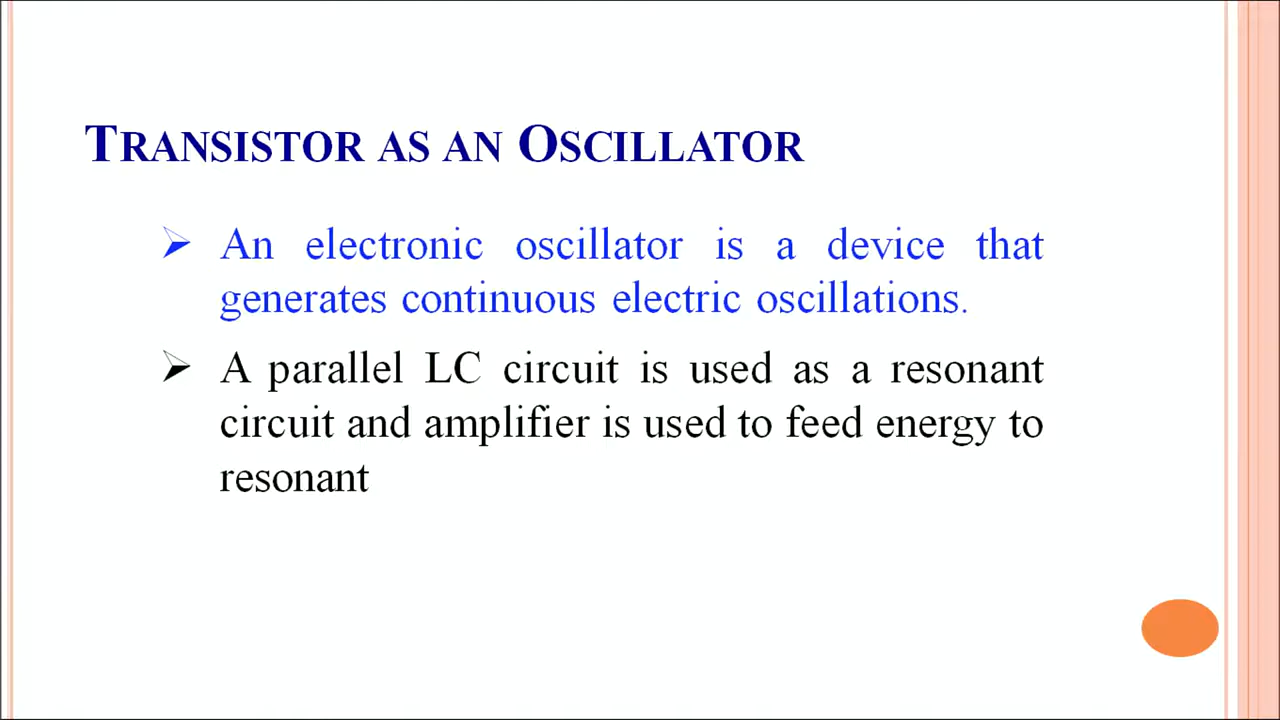 TRANSISTOR AS AN OSCILLATOR
➢ An electronic oscillator is a device that
generates continuous electric oscillations.
➢ A parallel LC circuit is used as a resonant
circuit and amplifier is used to feed energy to
resonant